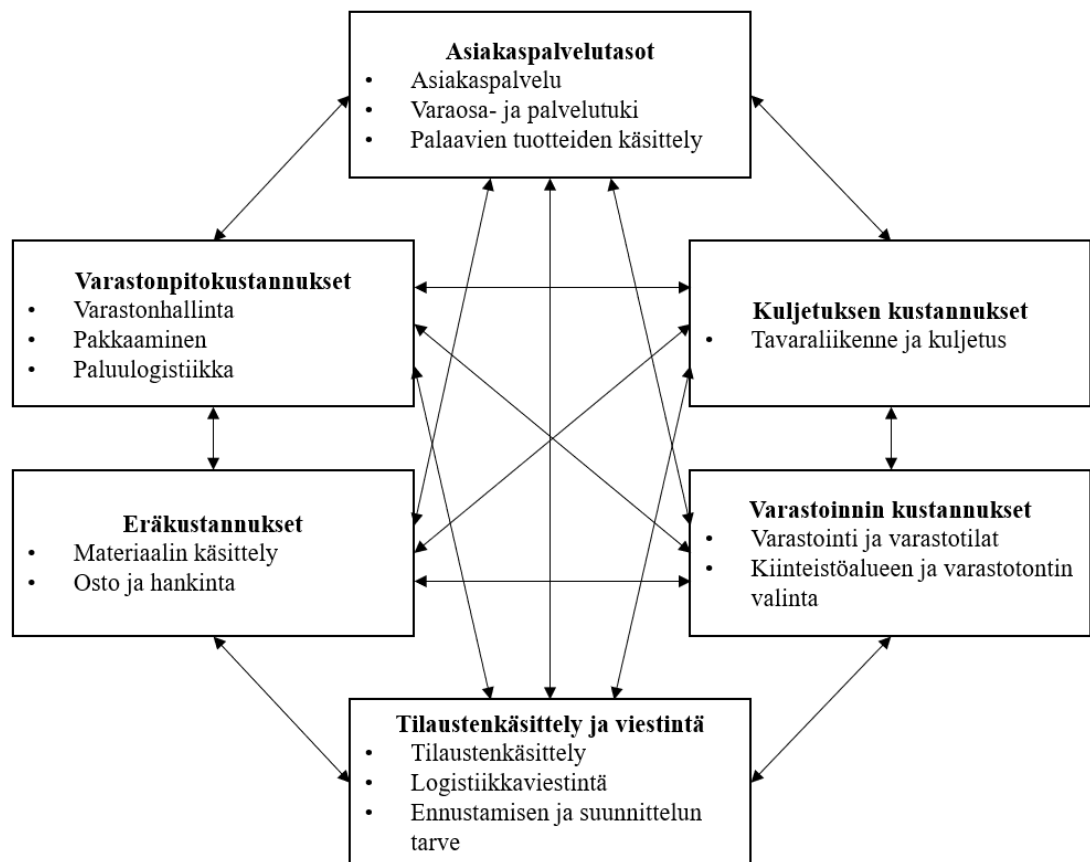 Asiakaspalvelutasot
• Asiakaspalvelu
• Varaosa- ja palvelutuki
• Palaavien tuotteiden käsittely
Varastonpitokustannukset
• Varastonhallinta
• Pakkaaminen
• Paluulogistiikka
Kuljetuksen kustannukset
• Tavaraliikenne ja kuljetus
Eräkustannukset
• Materiaalin käsittely
• Osto ja hankinta
Varastoinnin kustannukset
• Varastointi ja varastotilat
• Kiinteistöalueen ja varastotontin
valinta
Tilaustenkäsittely ja viestintä
• Tilaustenkäsittely
• Logistiikkaviestintä
• Ennustamisen ja suunnittelun
tarve